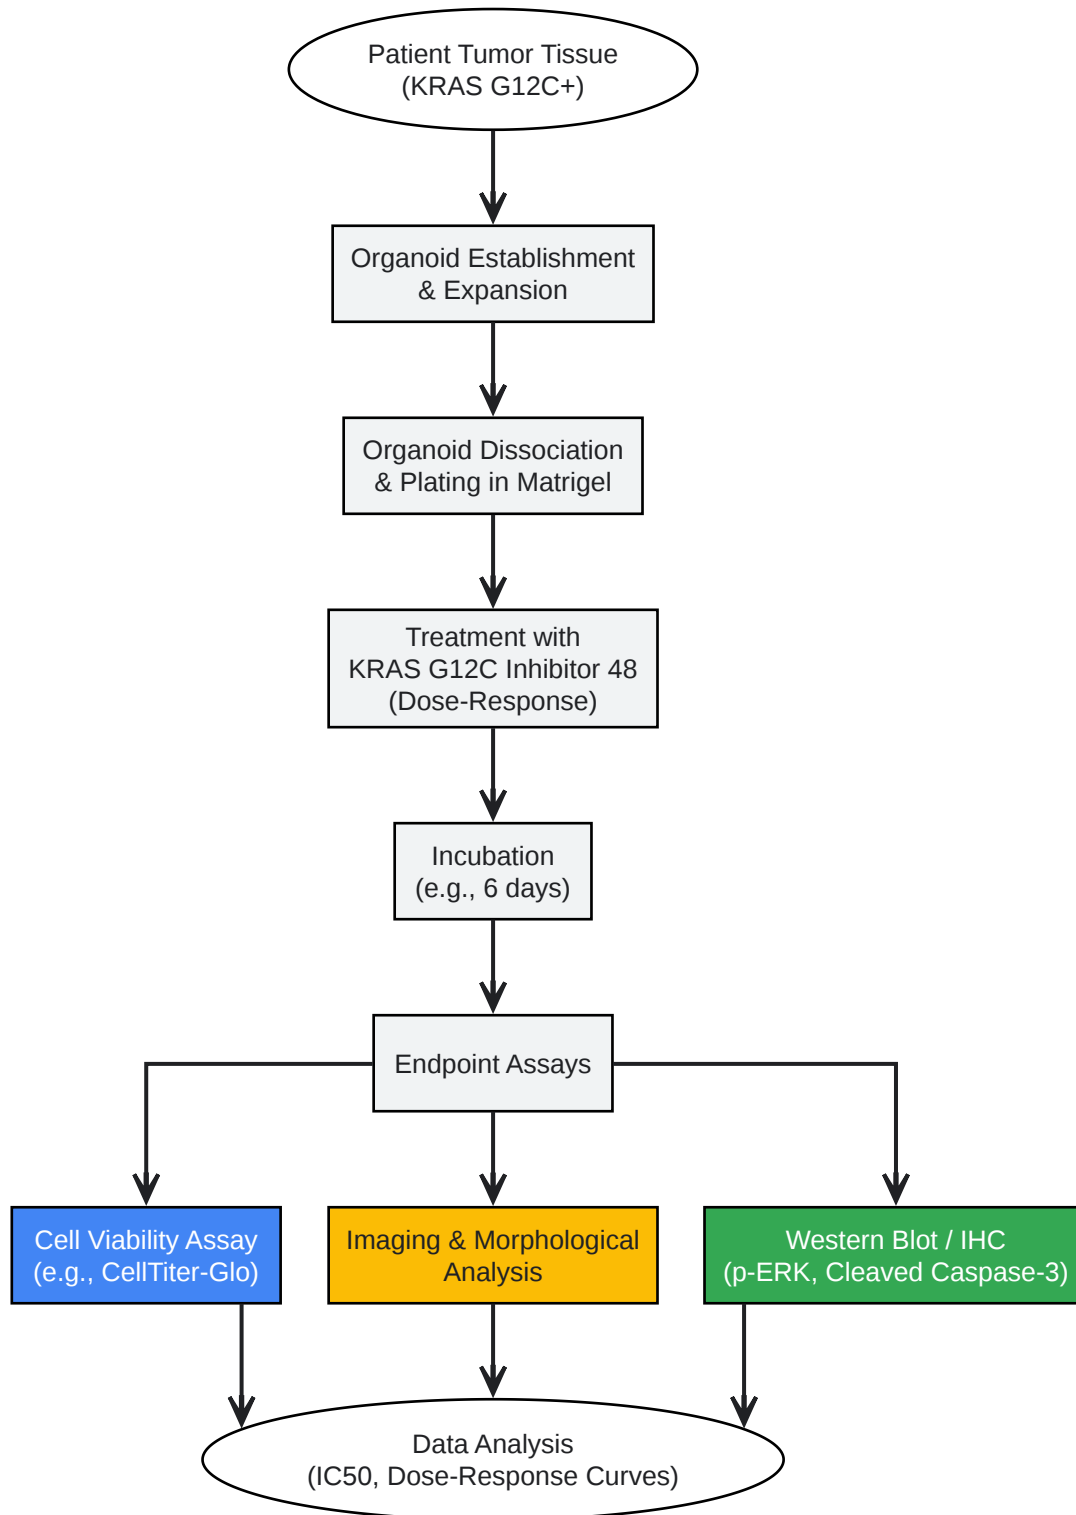 Patient Tumor Tissue
(KRAS G12C+)
Organoid Establishment
& Expansion
Organoid Dissociation
& Plating in Matrigel
Treatment with
KRAS G12C Inhibitor 48
(Dose-Response)
Incubation
(e.g., 6 days)
Endpoint Assays
Cell Viability Assay
(e.g., CellTiter-Glo)
Imaging & Morphological
Analysis
Western Blot / IHC
(p-ERK, Cleaved Caspase-3)
Data Analysis
(IC50, Dose-Response Curves)